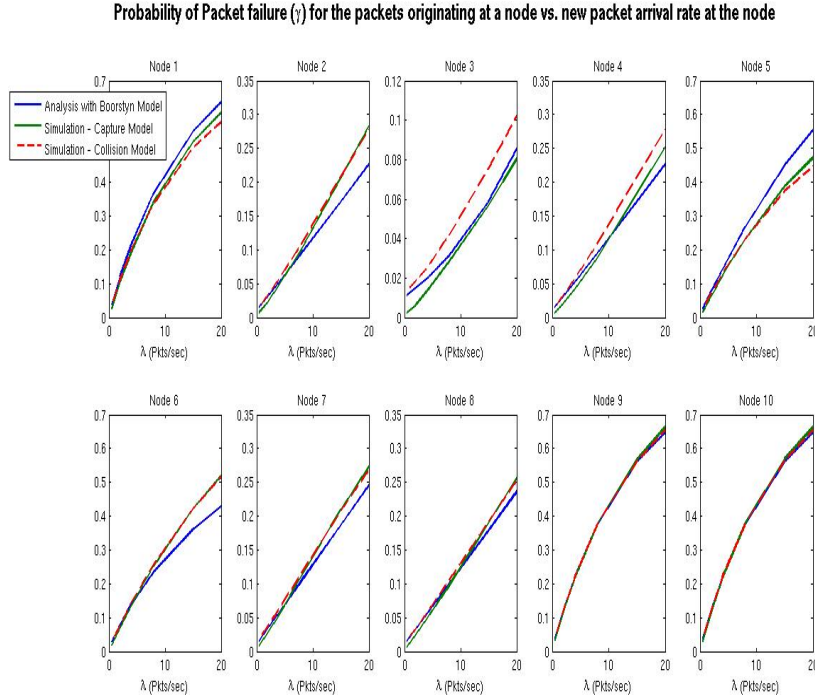 Probability of Packet failure (γ) for the packets originating at a node vs. new packet arrival rate at the node
Node 1
Node 2
Node 3
Node 4
Node 5
Analysis with Boorstyn Model
Simulation - Capture Model
Simulation - Collision Model
0.7
0.5
0.4
0.3
0.2
0.1
0
0 10 20
λ (Pkts/sec)
0.35
0.3
0.25
0.2
0.15
0.1
0.05
0
0 10 20
λ (Pkts/sec)
0.12
0.1
0.08
0.06
0.04
0.02
0
0 10 20
λ (Pkts/sec)
0.35
0.3
0.25
0.2
0.15
0.1
0.05
0
0 10 20
λ (Pkts/sec)
0.7
0.6
0.5
0.4
0.3
0.2
0.1
0
0 10 20
λ (Pkts/sec)
Node 6
Node 7
Node 8
Node 9
Node 10
0.7
0.6
0.5
0.4
0.3
0.2
0.1
0
0 10 20
λ (Pkts/sec)
0.35
0.3
0.25
0.2
0.15
0.1
0.05
0
0 10 20
λ (Pkts/sec)
0.35
0.3
0.25
0.2
0.15
0.1
0.05
0
0 10 20
λ (Pkts/sec)
0.7
0.6
0.5
0.4
0.3
0.2
0.1
0
0 10 20
λ (Pkts/sec)
0.7
0.6
0.5
0.4
0.3
0.2
0.1
0
0 10 20
λ (Pkts/sec)